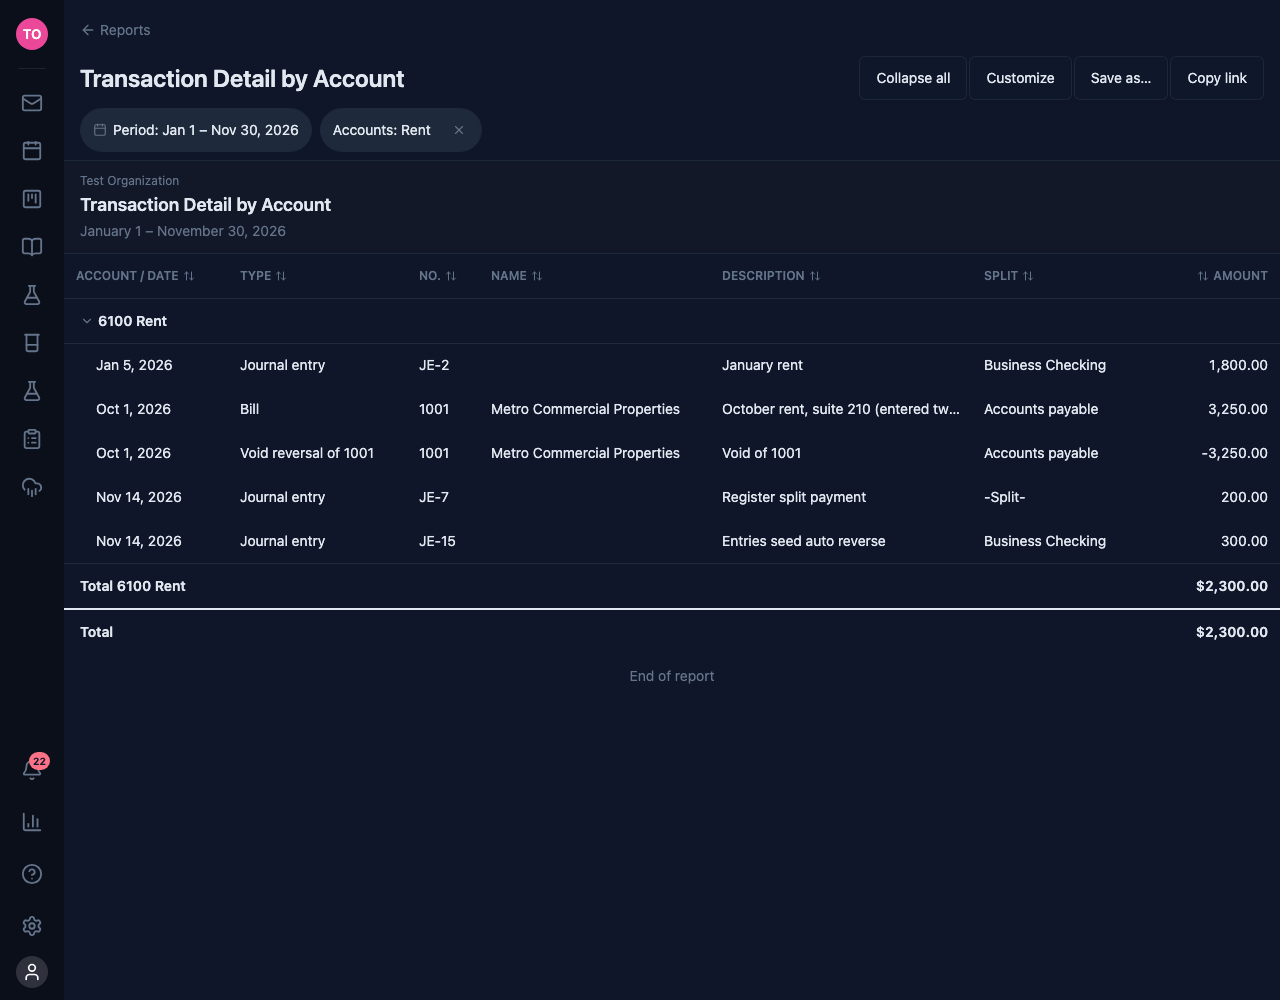 TO
Reports
Transaction Detail by Account
Collapse all
Customize
Save as...
Copy link
Period: Jan 1 – Nov 30, 2026
Accounts: Rent
Test Organization
Transaction Detail by Account
January 1 – November 30, 2026
ACCOUNT / DATE TYPE NO. NAME DESCRIPTION SPLIT AMOUNT
6100 Rent
Jan 5, 2026 Journal entry JE-2 January rent Business Checking 1,800.00
Oct 1, 2026 Bill 1001 Metro Commercial Properties October rent, suite 210 (entered tw... Accounts payable 3,250.00
Oct 1, 2026 Void reversal of 1001 1001 Metro Commercial Properties Void of 1001 Accounts payable -3,250.00
Nov 14, 2026 Journal entry JE-7 Register split payment -Split- 200.00
Nov 14, 2026 Journal entry JE-15 Entries seed auto reverse Business Checking 300.00
Total 6100 Rent $2,300.00
Total $2,300.00
End of report
22